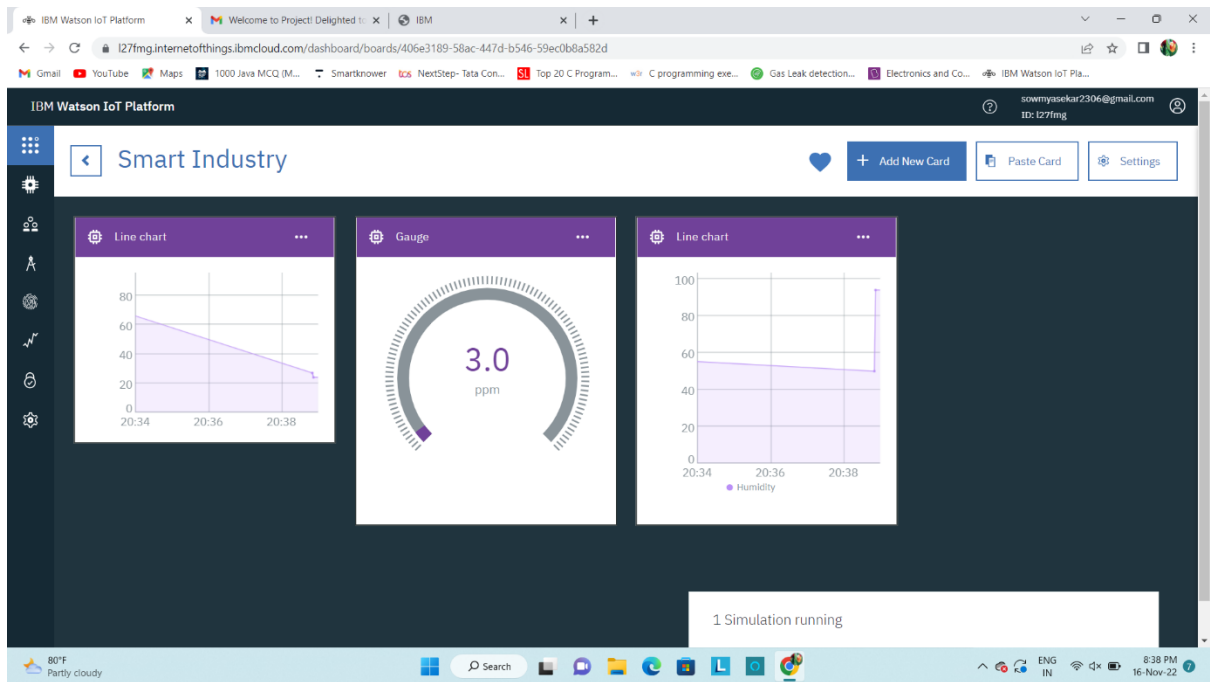 IBM Watson IoT Platform
Welcome to Project! Delighted to
IBM
l27fmg.internetofthings.ibmcloud.com/dashboard/boards/406e3189-58ac-447d-b546-59ec0b8a582d
Gmail YouTube Maps 1000 Java MCQ (M... Smartknower tcs NextStep- Tata Con... SL Top 20 C Program... w3r C programming exe... Gas Leak detection... Electronics and Co... IBM Watson IoT Pla...
IBM Watson IoT Platform
sowmyasekar2306@gmail.com
ID: l27fmg
Smart Industry
+ Add New Card
Paste Card
Settings
Line chart
80
60
40
20
0
20:34 20:36 20:38
Gauge
3.0
ppm
Line chart
100
80
60
40
20
0
20:34 20:36 20:38
Humidity
1 Simulation running
80°F
Partly cloudy
Search
L
ENG
IN
8:38 PM
16-Nov-22
7